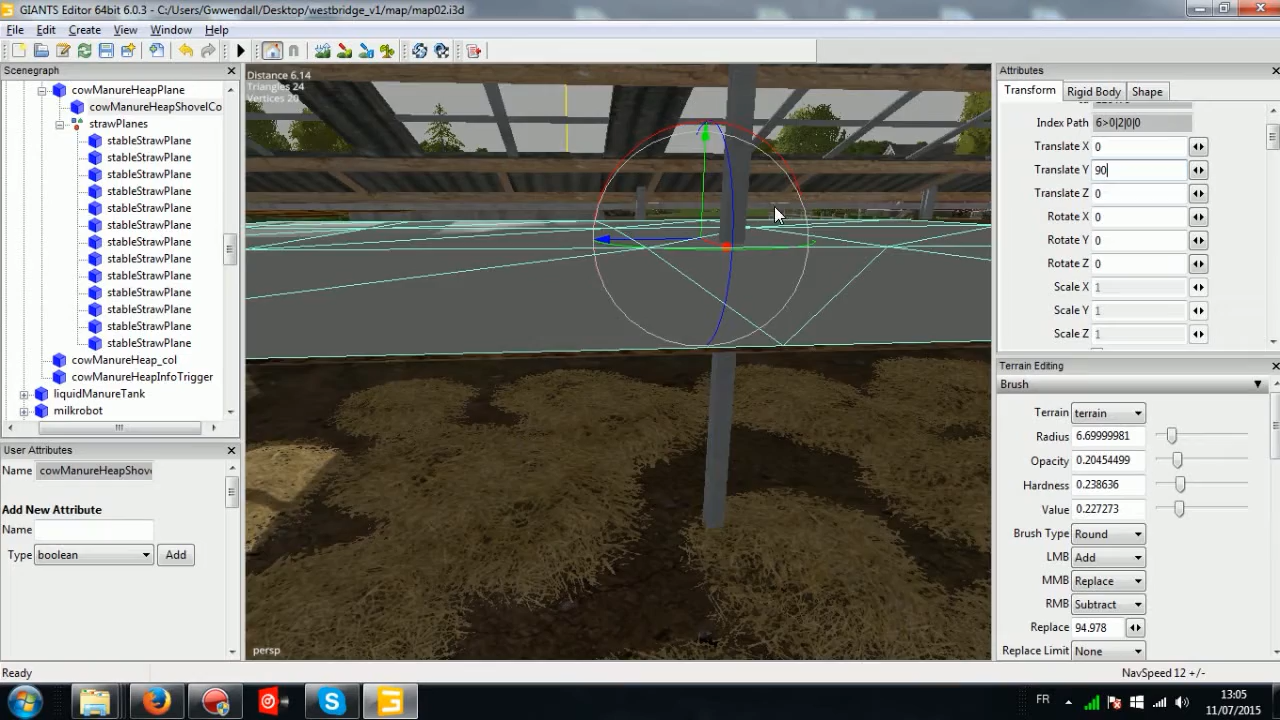 GIANTS Editor 64bit 6.0.3 - C:/Users/Gwwendall/Desktop/westbridge_v1/map/map02.i3d
File Edit Create View Window Help
Scenegraph
cowManureHeapPlane
cowManureHeapShovelCo
strawPlanes
stableStrawPlane
stableStrawPlane
stableStrawPlane
stableStrawPlane
stableStrawPlane
stableStrawPlane
stableStrawPlane
stableStrawPlane
stableStrawPlane
stableStrawPlane
stableStrawPlane
stableStrawPlane
stableStrawPlane
cowManureHeap_col
cowManureHeapInfoTrigger
liquidManureTank
milkrobot
User Attributes
Name cowManureHeapShove
Add New Attribute
Name
Type boolean Add
Distance 6.14
Triangles 24
Vertices 20
persp
Attributes
Transform Rigid Body Shape
Index Path 6>0|2|0|0
Translate X 0
Translate Y 90
Translate Z 0
Rotate X 0
Rotate Y 0
Rotate Z 0
Scale X 1
Scale Y 1
Scale Z 1
Terrain Editing
Brush
Terrain terrain
Radius 6.69999981
Opacity 0.20454499
Hardness 0.238636
Value 0.227273
Brush Type Round
LMB Add
MMB Replace
RMB Subtract
Replace 94.978
Replace Limit None
Ready
NavSpeed 12 +/-
FR
13:05
11/07/2015